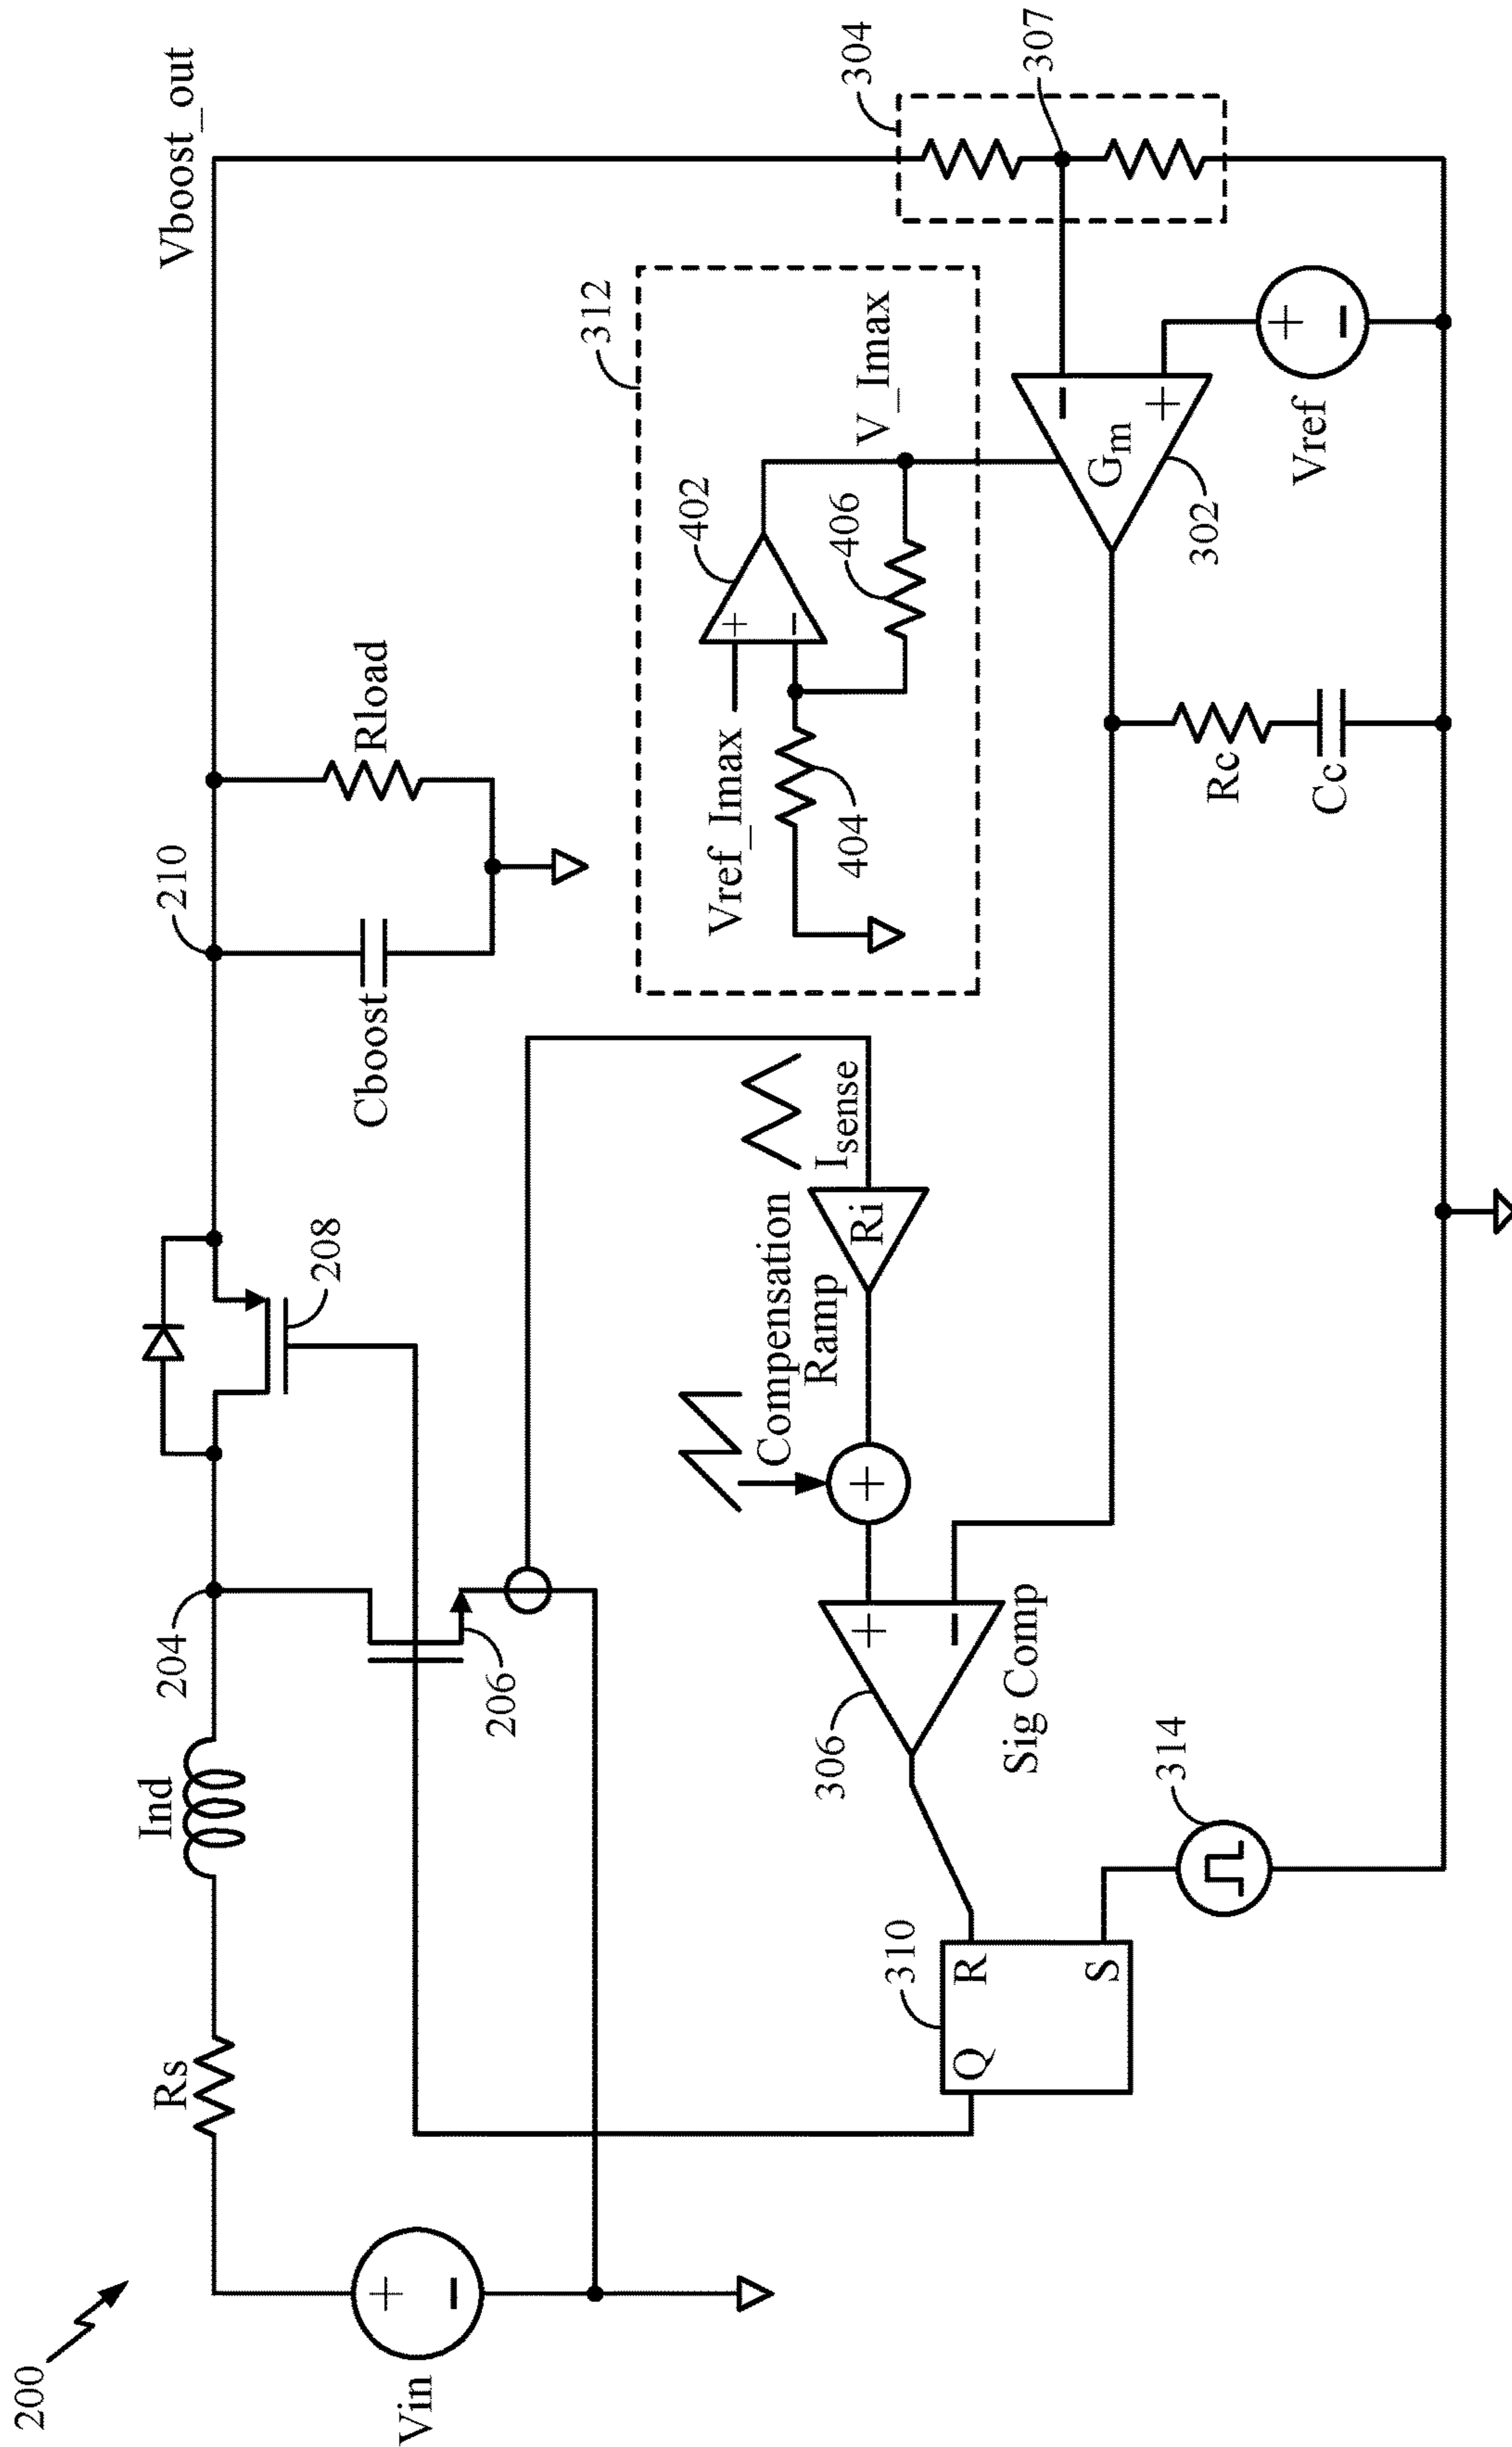 200
Vin
+
−
Rs
Ind
204
206
208
210
Cboost
Rload
Vboost_out
312
402
+
−
Vref_Imax
404
406
V_Imax
304
307
−
+
Gm
302
+
−
Vref
Rc
Cc
Isense
Ri
Compensation
Ramp
+
+
−
306
Sig Comp
310
Q
R
S
314